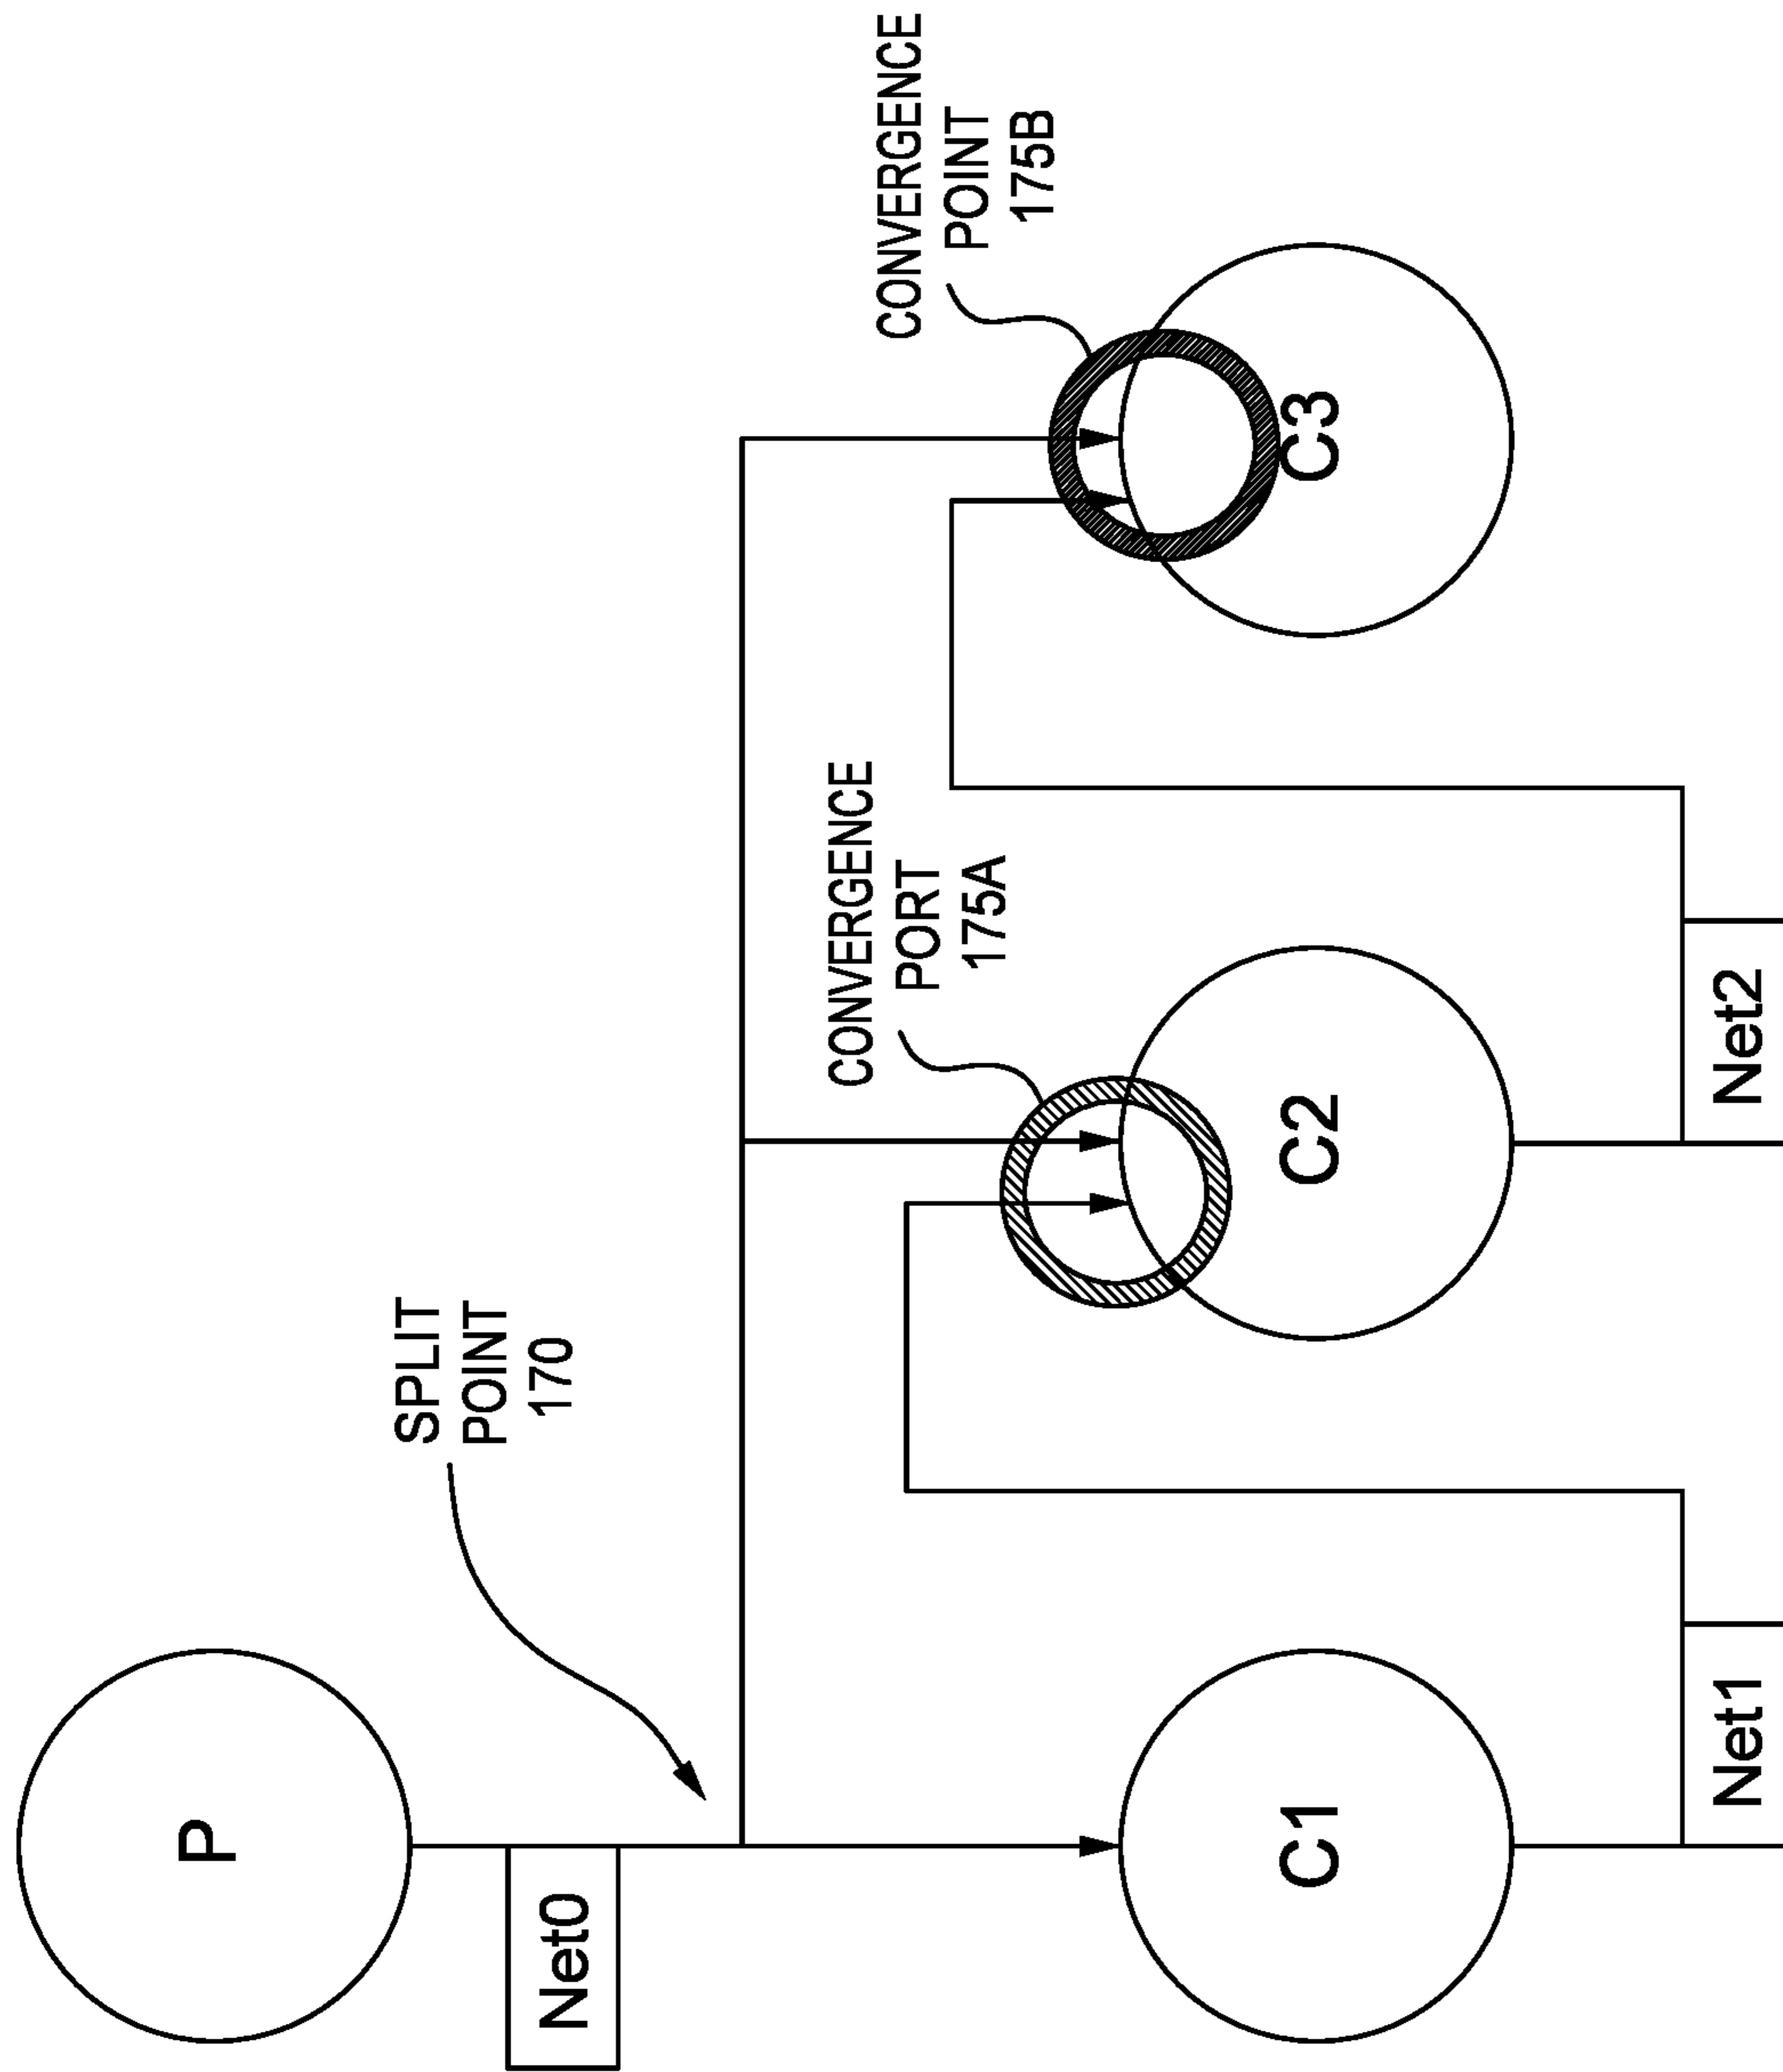 P
Net0
SPLIT
POINT
170
CONVERGENCE
PORT
175A
CONVERGENCE
POINT
175B
C1
C2
C3
Net1
Net2